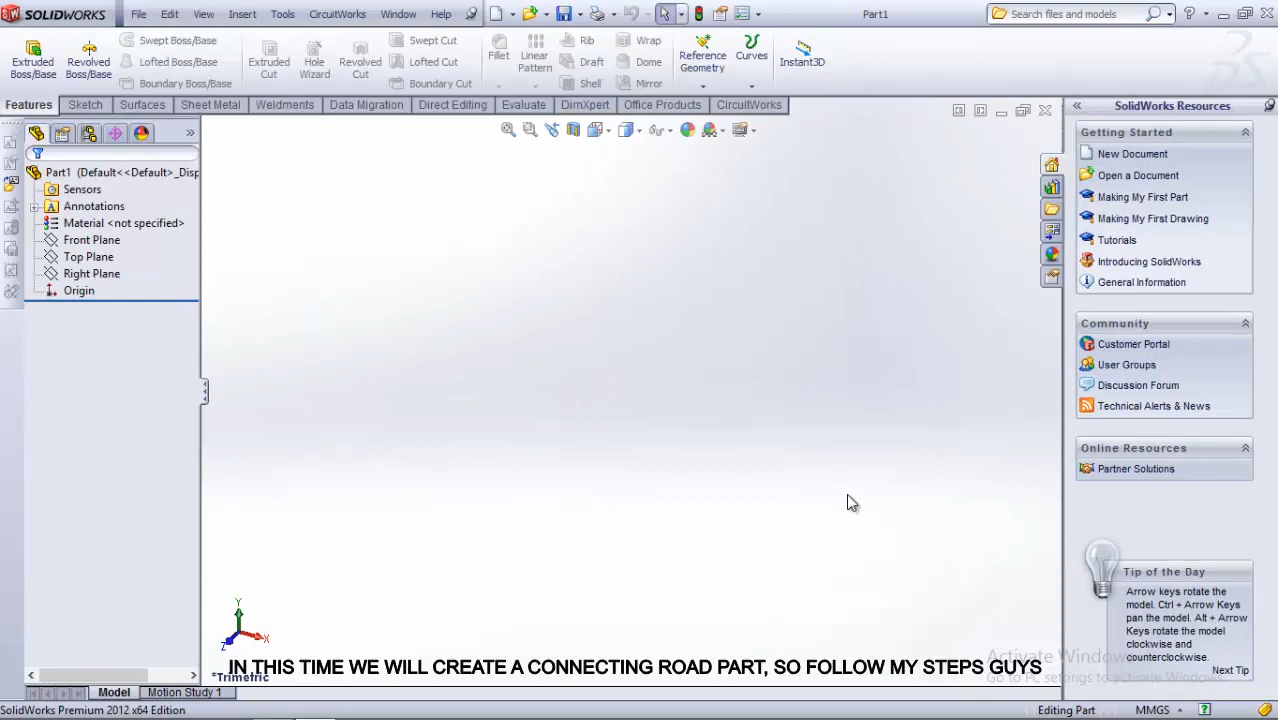 SOLIDWORKS File Edit View Insert Tools CircuitWorks Window Help Part1 Search files and models
Extruded Boss/Base
Revolved Boss/Base
Swept Boss/Base
Lofted Boss/Base
Boundary Boss/Base
Extruded Cut
Hole Wizard
Revolved Cut
Swept Cut
Lofted Cut
Boundary Cut
Fillet
Linear Pattern
Rib
Draft
Shell
Wrap
Dome
Mirror
Reference Geometry
Curves
Instant3D
Features Sketch Surfaces Sheet Metal Weldments Data Migration Direct Editing Evaluate DimXpert Office Products CircuitWorks
Part1 (Default<<Default>_Disp
Sensors
Annotations
Material <not specified>
Front Plane
Top Plane
Right Plane
Origin
SolidWorks Resources
Getting Started
New Document
Open a Document
Making My First Part
Making My First Drawing
Tutorials
Introducing SolidWorks
General Information
Community
Customer Portal
User Groups
Discussion Forum
Technical Alerts & News
Online Resources
Partner Solutions
Tip of the Day
Arrow keys rotate the
model. Ctrl + Arrow Keys
pan the model. Alt + Arrow
Keys rotate the model
clockwise and
counterclockwise.
Next Tip
Activate Windows
Go to PC settings to activate Windows.
Y
X
Z
*Trimetric
IN THIS TIME WE WILL CREATE A CONNECTING ROAD PART, SO FOLLOW MY STEPS GUYS
Model Motion Study 1
SolidWorks Premium 2012 x64 Edition Editing Part MMGS